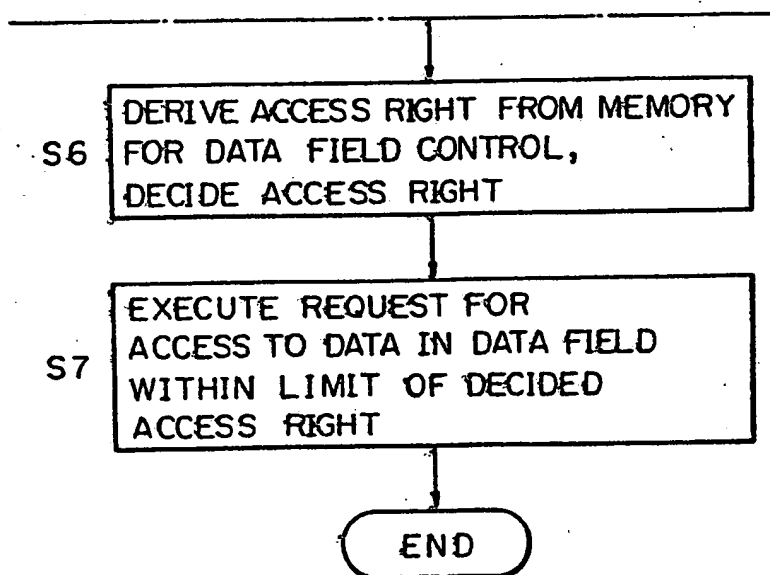 S6
DERIVE ACCESS RIGHT FROM MEMORY
FOR DATA FIELD CONTROL,
DECIDE ACCESS RIGHT
S7
EXECUTE REQUEST FOR
ACCESS TO DATA IN DATA FIELD
WITHIN LIMIT OF DECIDED
ACCESS RIGHT
END